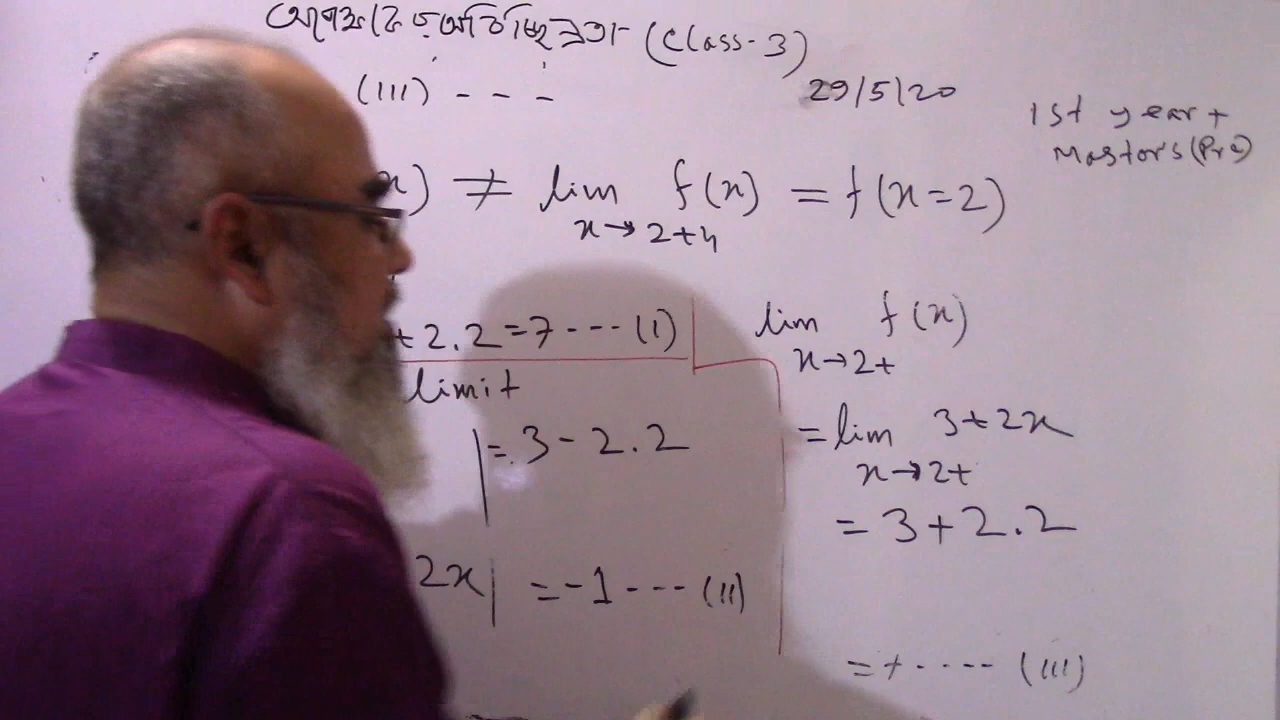 (Class-3)
(III) - - -
29/5/20
1st year +
Masters (Pre)
x) ≠ lim f(x) = f(x=2)
x→2+
+2.2=7 ---- (I)
limit
= 3 - 2.2
2x = -1 ---- (II)
lim f(x)
x→2+
= lim 3+2x
x→2+
= 3+2.2
= 7 ---- (III)